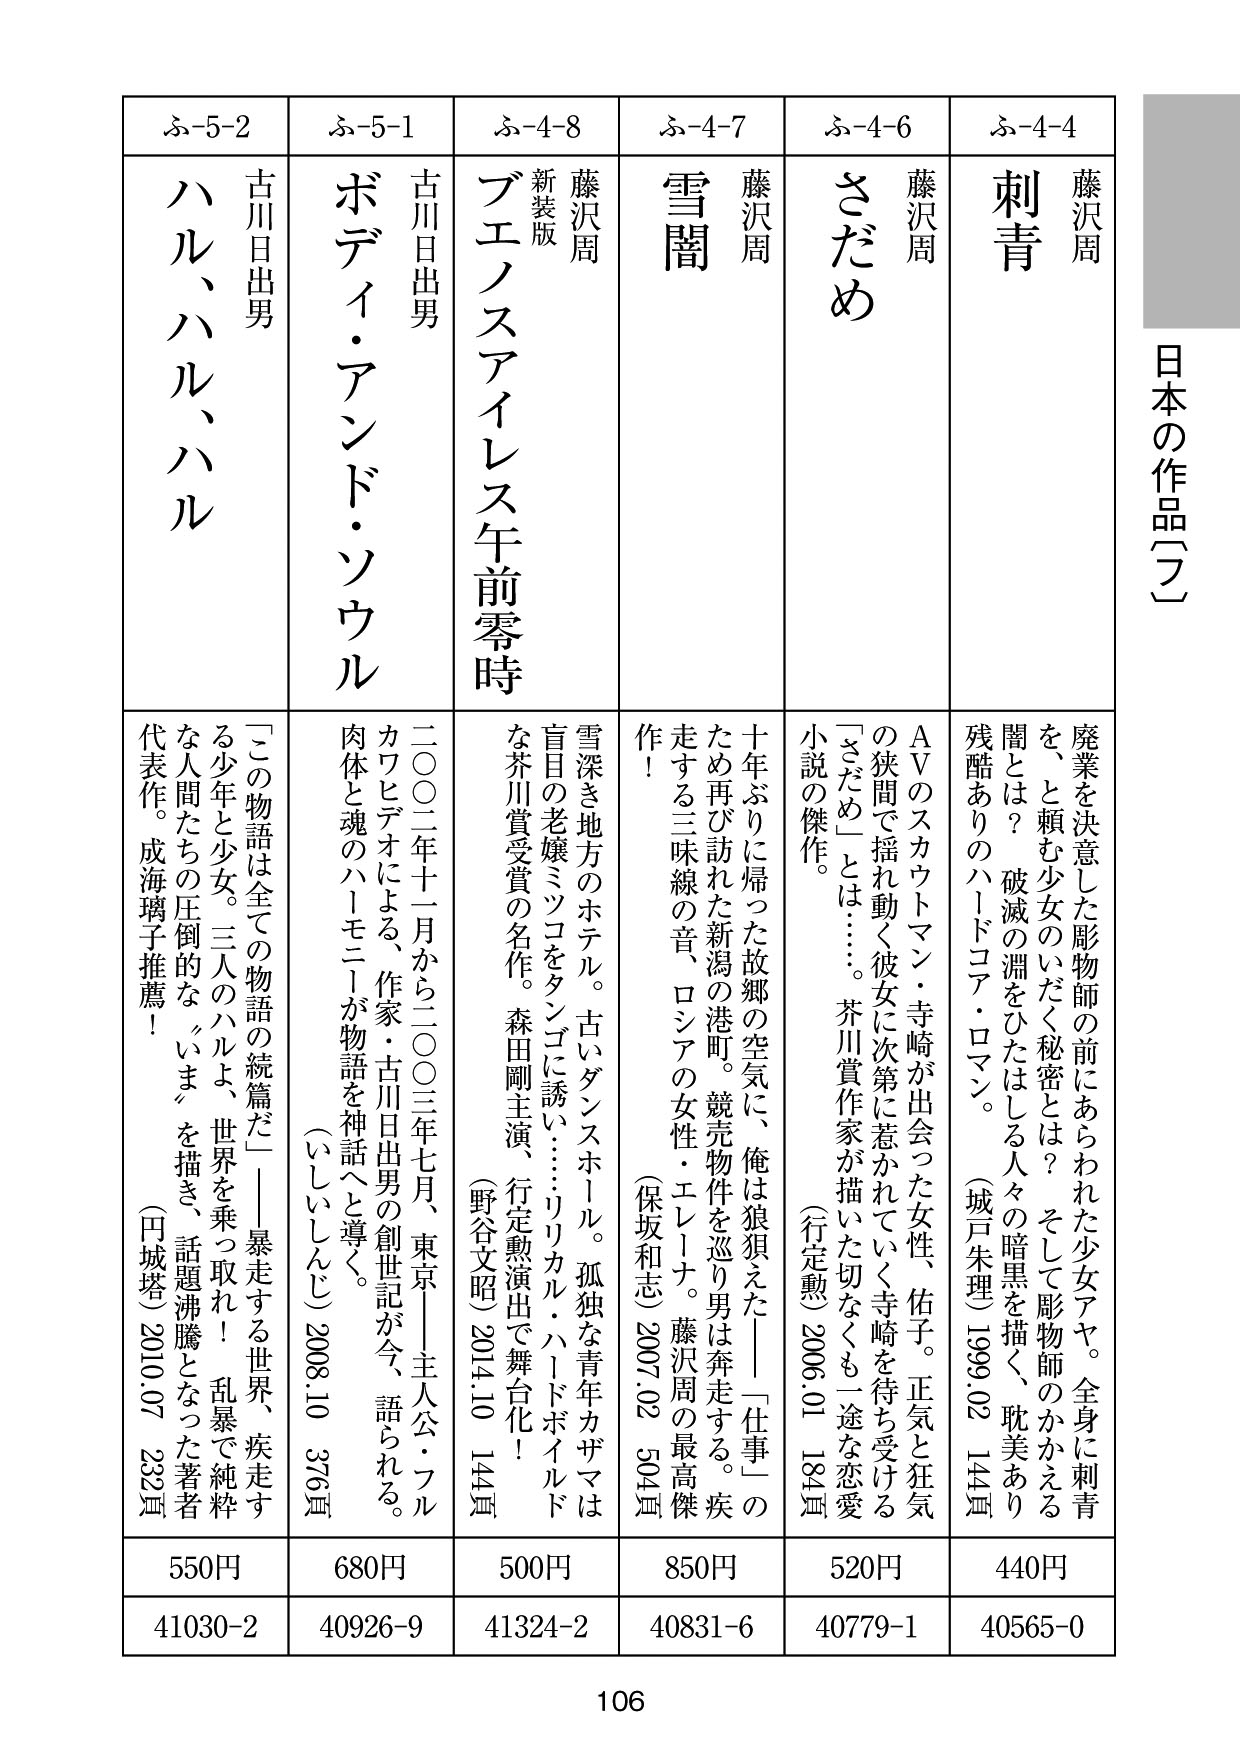 日本の作品〔フ〕
ふ-4-4
藤沢周
刺青
廃業を決意した彫物師の前にあらわれた少女アヤ。全身に刺青
を、と頼む少女のいだく秘密とは？　そして彫物師のかかえる
闇とは？　破滅の淵をひたはしる人々の暗黒を描く、耽美あり
残酷ありのハードコア・ロマン。　（城戸朱理）1999.02　144頁
440円
40565-0
ふ-4-6
藤沢周
さだめ
ＡＶのスカウトマン・寺崎が出会った女性、佑子。正気と狂気
の狭間で揺れ動く彼女に次第に惹かれていく寺崎を待ち受ける
「さだめ」とは……。芥川賞作家が描いた切なくも一途な恋愛
小説の傑作。　（行定勲）2006.01　184頁
520円
40779-1
ふ-4-7
藤沢周
雪闇
十年ぶりに帰った故郷の空気に、俺は狼狽えた――「仕事」の
ため再び訪れた新潟の港町。競売物件を巡り男は奔走する。疾
走する三味線の音、ロシアの女性・エレーナ。藤沢周の最高傑
作！　（保坂和志）2007.02　504頁
850円
40831-6
ふ-4-8
藤沢周
新装版
ブエノスアイレス午前零時
雪深き地方のホテル。古いダンスホール。孤独な青年カザマは
盲目の老嬢ミツコをタンゴに誘い……リリカル・ハードボイルド
な芥川賞受賞の名作。森田剛主演、行定勲演出で舞台化！
（野谷文昭）2014.10　144頁
500円
41324-2
ふ-5-1
古川日出男
ボディ・アンド・ソウル
二〇〇二年十一月から二〇〇三年七月、東京――主人公・フル
カワヒデオによる、作家・古川日出男の創世記が今、語られる。
肉体と魂のハーモニーが物語を神話へと導く。
（いしいしんじ）2008.10　376頁
680円
40926-9
ふ-5-2
古川日出男
ハル、ハル、ハル
「この物語は全ての物語の続篇だ」――暴走する世界、疾走す
る少年と少女。三人のハルよ、世界を乗っ取れ！　乱暴で純粋
な人間たちの圧倒的な〝いま〟を描き、話題沸騰となった著者
代表作。成海璃子推薦！　（円城塔）2010.07　232頁
550円
41030-2
106